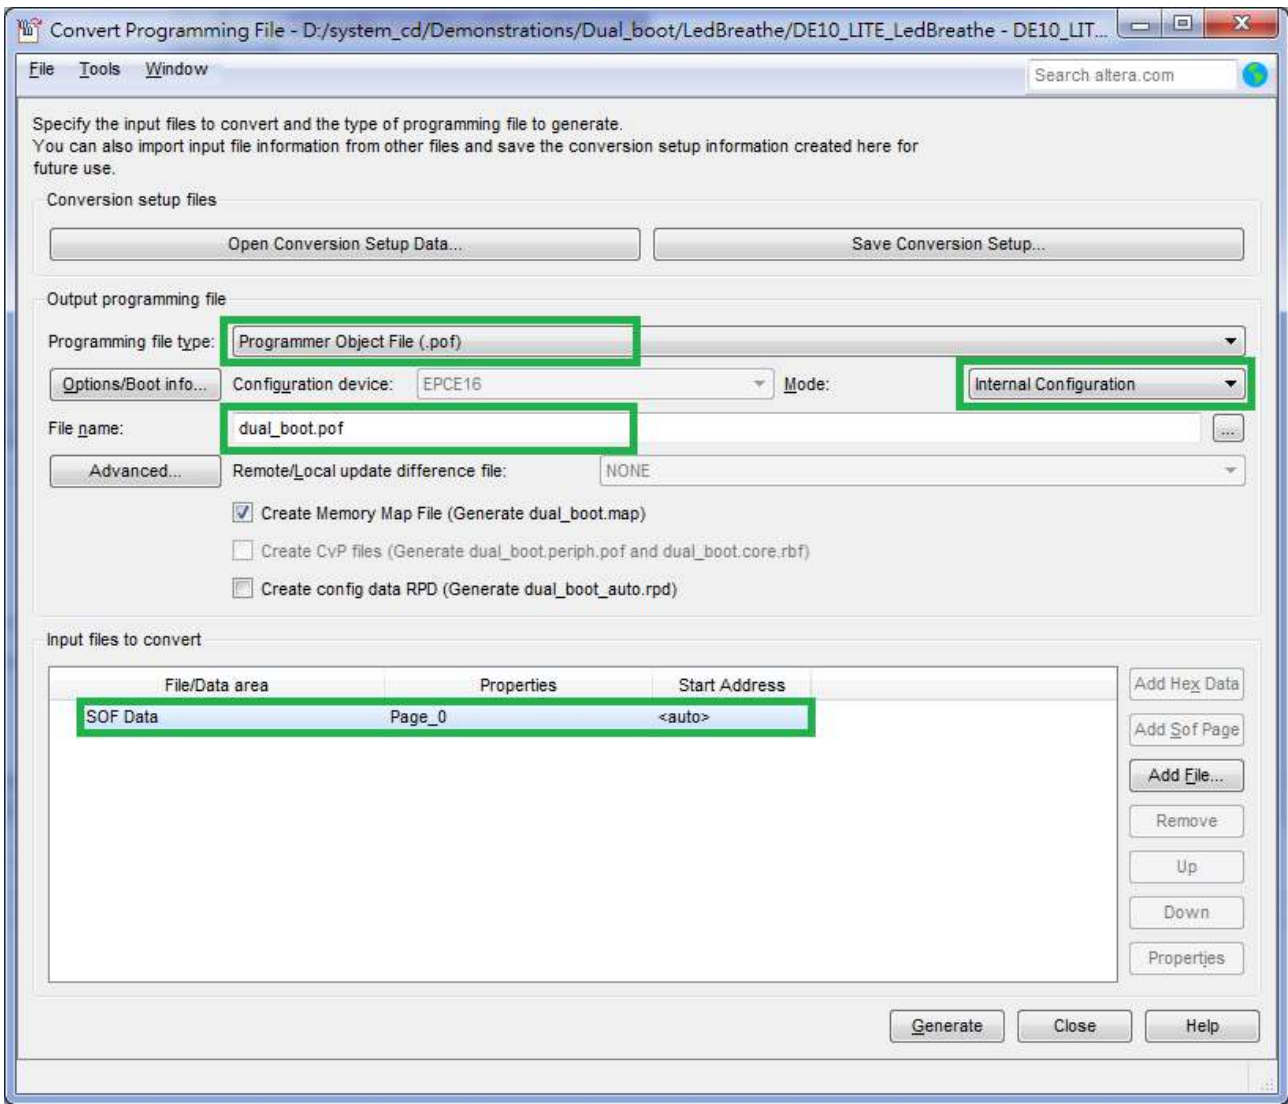 Convert Programming File - D:/system_cd/Demonstrations/Dual_boot/LedBreathe/DE10_LITE_LedBreathe - DE10_LIT...
File Tools Window Search altera.com
Specify the input files to convert and the type of programming file to generate.
You can also import input file information from other files and save the conversion setup information created here for
future use.
Conversion setup files
Open Conversion Setup Data... Save Conversion Setup...
Output programming file
Programming file type: Programmer Object File (.pof)
Options/Boot info... Configuration device: EPCE16 Mode: Internal Configuration
File name: dual_boot.pof ...
Advanced... Remote/Local update difference file: NONE
Create Memory Map File (Generate dual_boot.map)
Create CvP files (Generate dual_boot.periph.pof and dual_boot.core.rbf)
Create config data RPD (Generate dual_boot_auto.rpd)
Input files to convert
File/Data area Properties Start Address
SOF Data Page_0 <auto>
Add Hex Data
Add Sof Page
Add File...
Remove
Up
Down
Properties
Generate Close Help